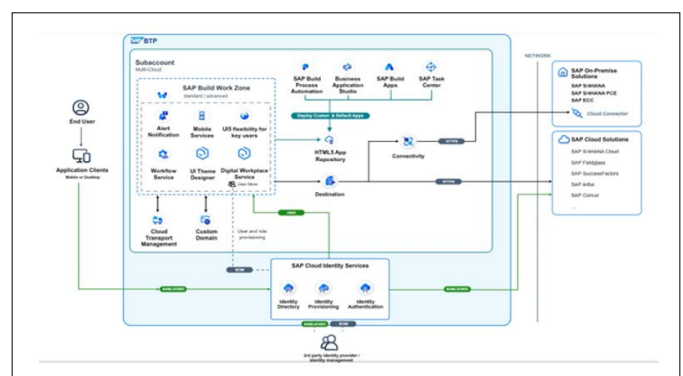 SAP BTP
NETWORK
Subaccount
Multi-Cloud
SAP Build Work Zone
standard | advanced
Alert
Notification
Mobile
Services
UI5 flexibility for
key users
Workflow
Service
UI Theme
Designer
Digital Workplace
Service
User Store
SAP Build
Process
Automation
Business
Application
Studio
SAP Build
Apps
SAP Task
Center
Deploy Custom & Default Apps
HTML5 App
Repository
Connectivity
HTTPS
Destination
HTTPS
SAP On-Premise
Solutions
SAP S/4HANA
SAP S/4HANA PCE
SAP ECC
Cloud Connector
SAP Cloud Solutions
SAP S/4HANA Cloud
SAP Fieldglass
SAP SuccessFactors
SAP Ariba
SAP Concur
...
End User
Application Clients
Mobile or Desktop
Cloud
Transport
Management
Custom
Domain
User and role
provisioning
SCIM
SAP Cloud Identity Services
Identity
Directory
Identity
Provisioning
Identity
Authentication
SAML/OIDC
SAML/OIDC
SAML/OIDC
SCIM
3rd party identity provider /
identity management